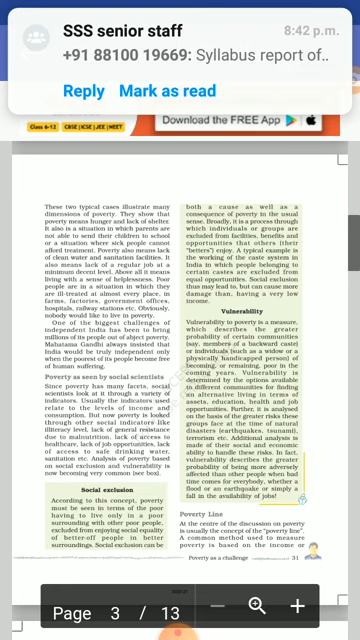 SSS senior staff
8:42 p.m.
+91 88100 19669: Syllabus report of..
Reply Mark as read
Class 6-12 CBSE | ICSE | JEE | NEET
Download the FREE App
These two typical cases illustrate many
dimensions of poverty. They show that
poverty means hunger and lack of shelter.
It also is a situation in which parents are
not able to send their children to school
or a situation where sick people cannot
afford treatment. Poverty also means lack
of clean water and sanitation facilities. It
also means lack of a regular job at a
minimum decent level. Above all it means
living with a sense of helplessness. Poor
people are in a situation in which they
are ill-treated at almost every place, in
farms, factories, government offices,
hospitals, railway stations etc. Obviously,
nobody would like to live in poverty.
One of the biggest challenges of
independent India has been to bring
millions of its people out of abject poverty.
Mahatama Gandhi always insisted that
India would be truly independent only
when the poorest of its people become free
of human suffering.
Poverty as seen by social scientists
Since poverty has many facets, social
scientists look at it through a variety of
indicators. Usually the indicators used
relate to the levels of income and
consumption. But now poverty is looked
through other social indicators like
illiteracy level, lack of general resistance
due to malnutrition, lack of access to
healthcare, lack of job opportunities, lack
of access to safe drinking water,
sanitation etc. Analysis of poverty based
on social exclusion and vulnerability is
now becoming very common (see box).
Social exclusion
According to this concept, poverty
must be seen in terms of the poor
having to live only in a poor
surrounding with other poor people,
excluded from enjoying social equality
of better-off people in better
surroundings. Social exclusion can be
both a cause as well as a
consequence of poverty in the usual
sense. Broadly, it is a process through
which individuals or groups are
excluded from facilities, benefits and
opportunities that others (their
"betters") enjoy. A typical example is
the working of the caste system in
India in which people belonging to
certain castes are excluded from
equal opportunities. Social exclusion
thus may lead to, but can cause more
damage than, having a very low
income.
Vulnerability
Vulnerability to poverty is a measure,
which describes the greater
probability of certain communities
(say, members of a backward caste)
or individuals (such as a widow or a
physically handicapped person) of
becoming, or remaining, poor in the
coming years. Vulnerability is
determined by the options available
to different communities for finding
an alternative living in terms of
assets, education, health and job
opportunities. Further, it is analysed
on the basis of the greater risks these
groups face at the time of natural
disasters (earthquakes, tsunami),
terrorism etc. Additional analysis is
made of their social and economic
ability to handle these risks. In fact,
vulnerability describes the greater
probability of being more adversely
affected than other people when bad
time comes for everybody, whether a
flood or an earthquake or simply a
fall in the availability of jobs!
Poverty Line
At the centre of the discussion on poverty
is usually the concept of the "poverty line".
A common method used to measure
poverty is based on the income or
Poverty as a challenge 31
Page 3 / 13